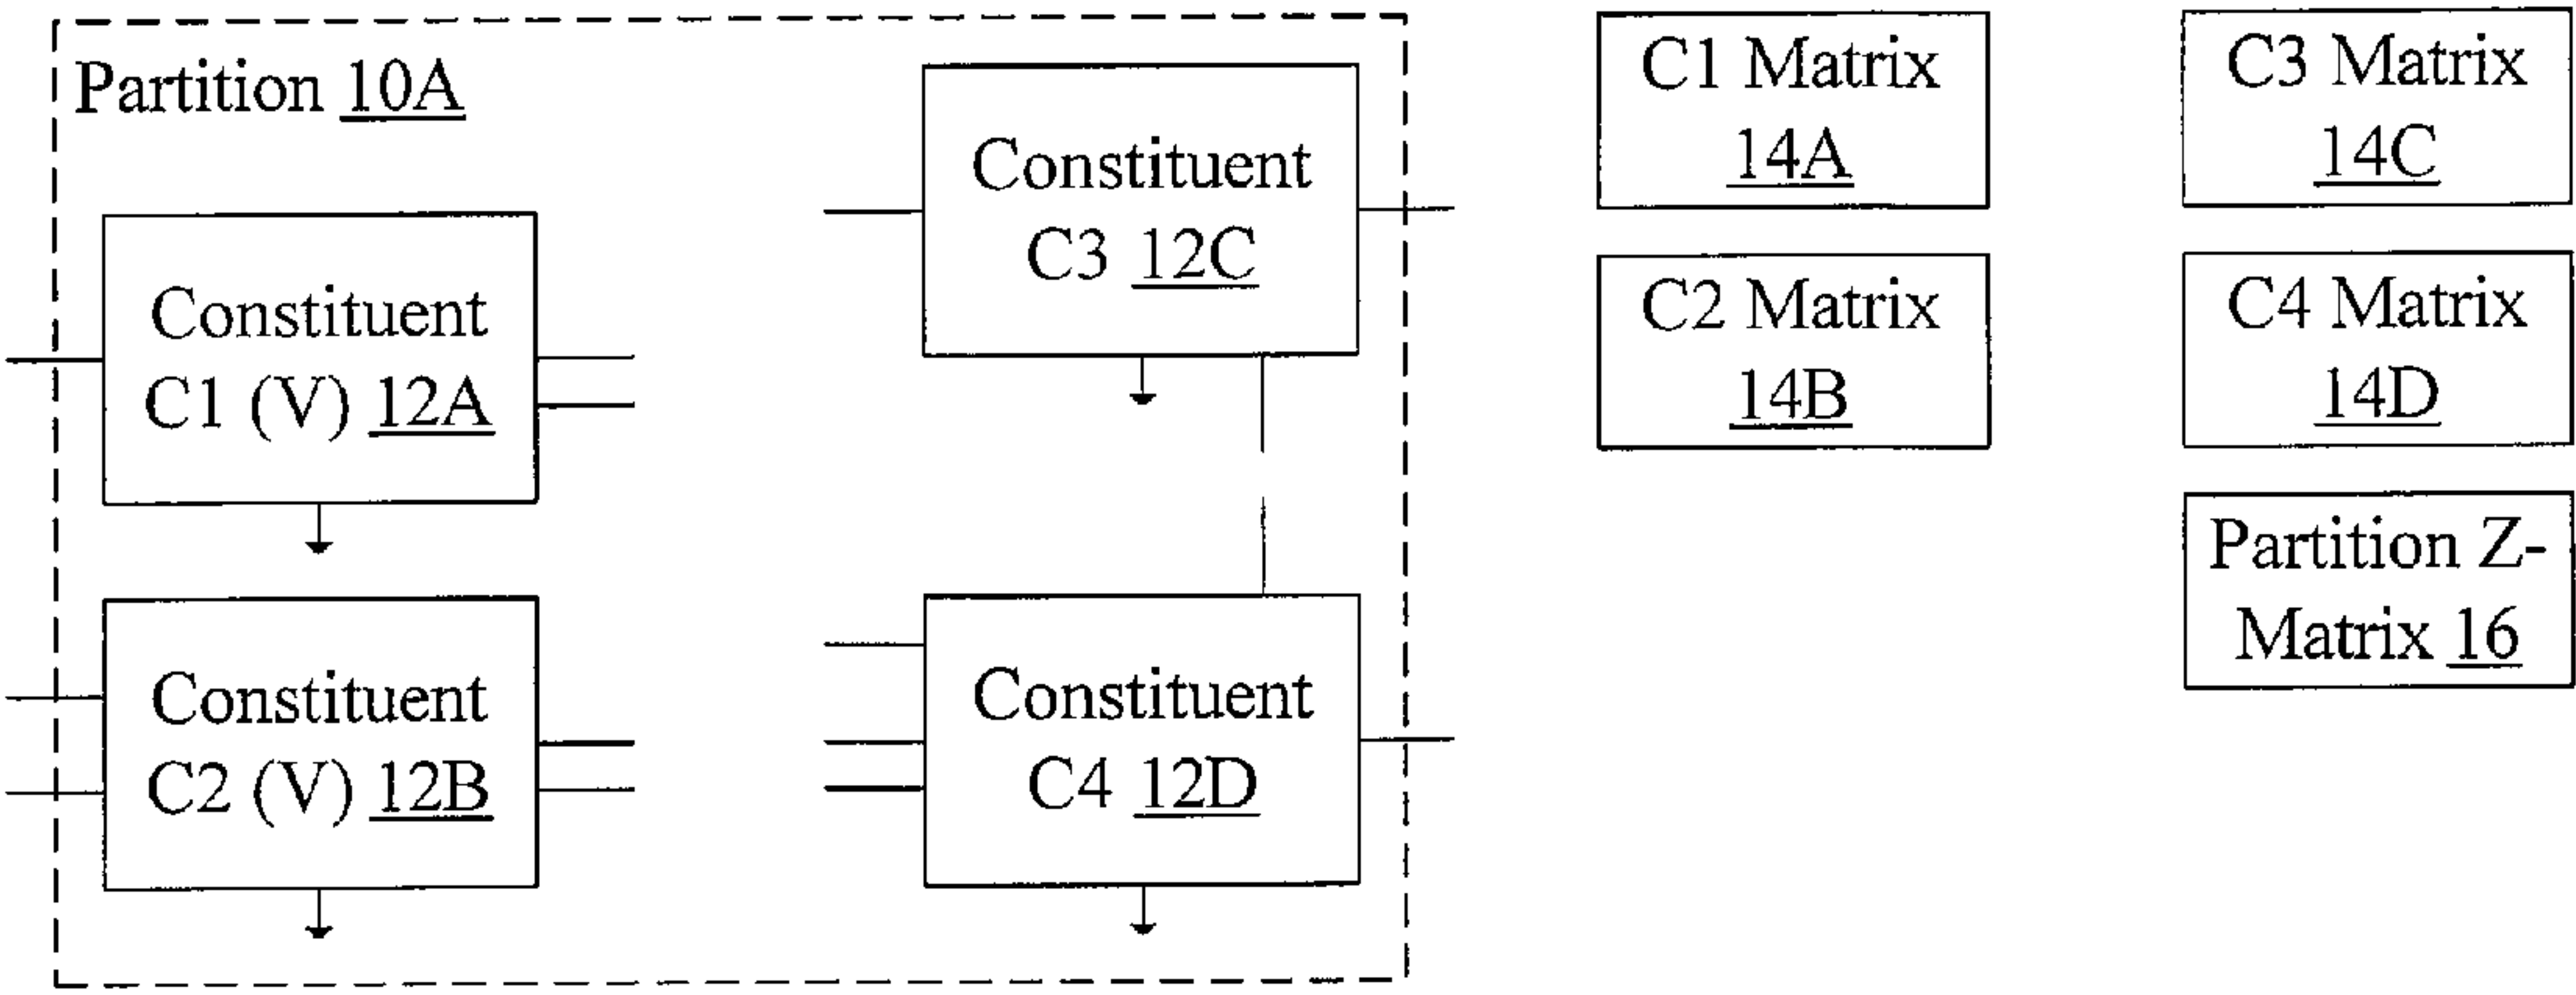 Partition 10A
Constituent
C1 (V) 12A
Constituent
C2 (V) 12B
Constituent
C3 12C
Constituent
C4 12D
C1 Matrix
14A
C2 Matrix
14B
C3 Matrix
14C
C4 Matrix
14D
Partition Z-
Matrix 16